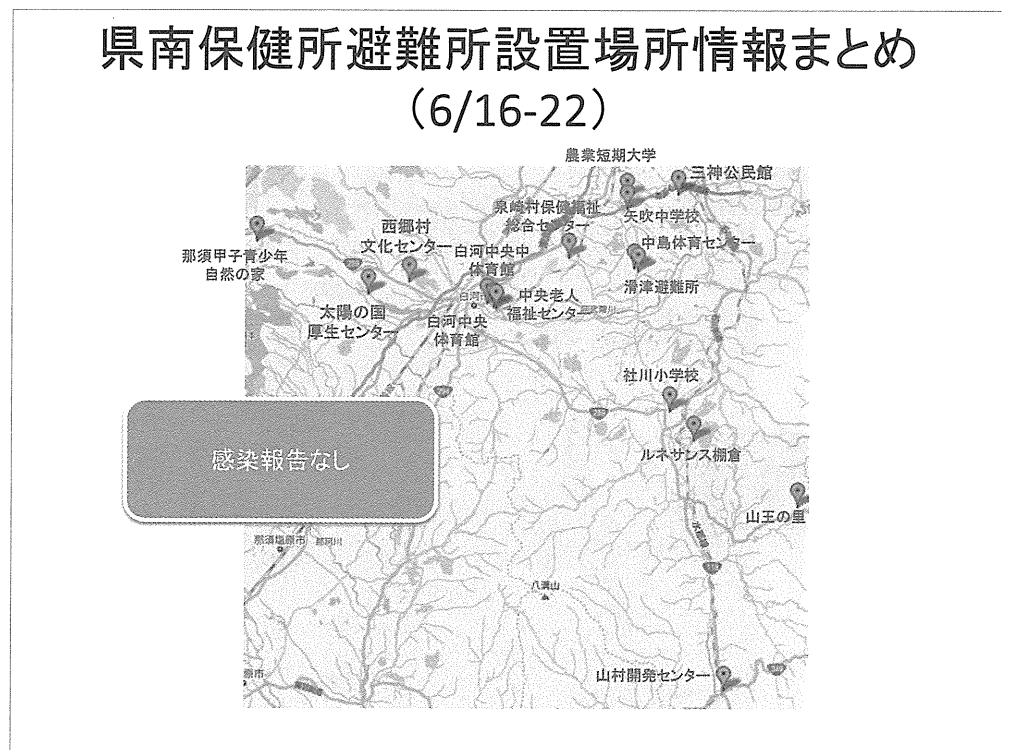 県南保健所避難所設置場所情報まとめ
(6/16-22)
農業短期大学
三神公民館
矢吹中学校
泉崎村保健福祉
総合センター
中島体育センター
滑津避難所
西郷村
文化センター
白河中央中
体育館
那須甲子青少年
自然の家
太陽の国
厚生センター
中央老人
福祉センター
白河中央
体育館
社川小学校
ルネサンス棚倉
感染報告なし
山王の里
水郡線
那須塩原市
那珂川
八溝山
山村開発センター